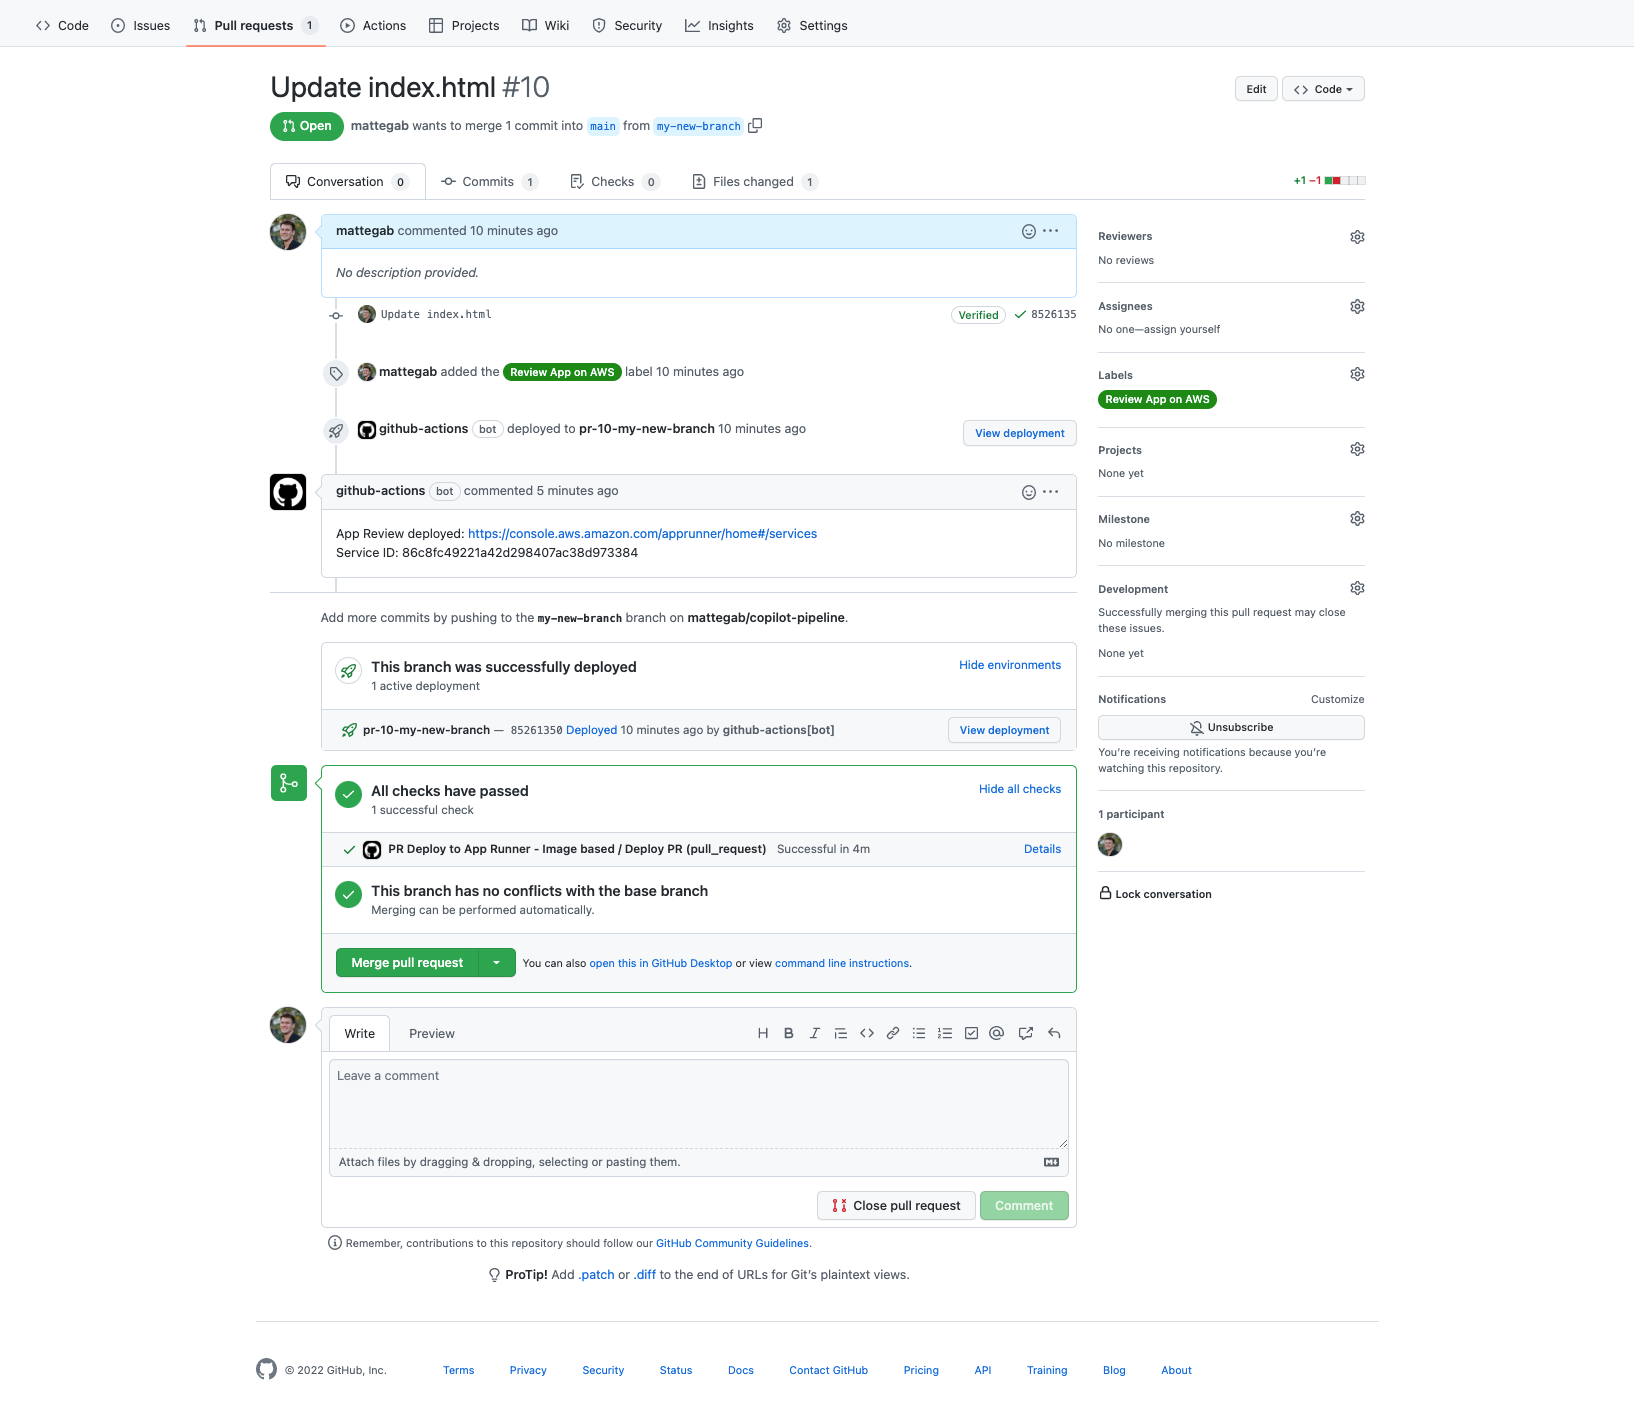 Code Issues Pull requests 1 Actions Projects Wiki Security Insights Settings
Update index.html #10
Edit Code
Open mattegab wants to merge 1 commit into main from my-new-branch
Conversation 0 Commits 1 Checks 0 Files changed 1
+1 −1
mattegab commented 10 minutes ago
No description provided.
Update index.html Verified 8526135
mattegab added the Review App on AWS label 10 minutes ago
github-actions bot deployed to pr-10-my-new-branch 10 minutes ago View deployment
github-actions bot commented 5 minutes ago
App Review deployed: https://console.aws.amazon.com/apprunner/home#/services
Service ID: 86c8fc49221a42d298407ac38d973384
Add more commits by pushing to the my-new-branch branch on mattegab/copilot-pipeline.
This branch was successfully deployed
Hide environments
1 active deployment
pr-10-my-new-branch — 85261350 Deployed 10 minutes ago by github-actions[bot] View deployment
All checks have passed
Hide all checks
1 successful check
PR Deploy to App Runner - Image based / Deploy PR (pull_request) Successful in 4m Details
This branch has no conflicts with the base branch
Merging can be performed automatically.
Merge pull request You can also open this in GitHub Desktop or view command line instructions.
Write Preview
Leave a comment
Attach files by dragging & dropping, selecting or pasting them.
Close pull request Comment
Remember, contributions to this repository should follow our GitHub Community Guidelines.
ProTip! Add .patch or .diff to the end of URLs for Git's plaintext views.
Reviewers
No reviews
Assignees
No one—assign yourself
Labels
Review App on AWS
Projects
None yet
Milestone
No milestone
Development
Successfully merging this pull request may close
these issues.
None yet
Notifications Customize
Unsubscribe
You're receiving notifications because you're
watching this repository.
1 participant
Lock conversation
© 2022 GitHub, Inc. Terms Privacy Security Status Docs Contact GitHub Pricing API Training Blog About